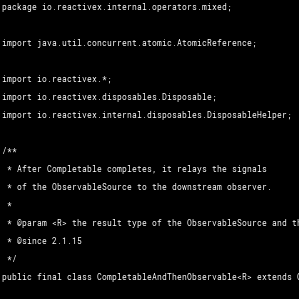 package io.reactivex.internal.operators.mixed;
import java.util.concurrent.atomic.AtomicReference;
import io.reactivex.*;
import io.reactivex.disposables.Disposable;
import io.reactivex.internal.disposables.DisposableHelper;
/**
 * After Completable completes, it relays the signals
 * of the ObservableSource to the downstream observer.
 *
 * @param <R> the result type of the ObservableSource and
 * @since 2.1.15
 */
public final class CompletableAndThenObservable<R> extends